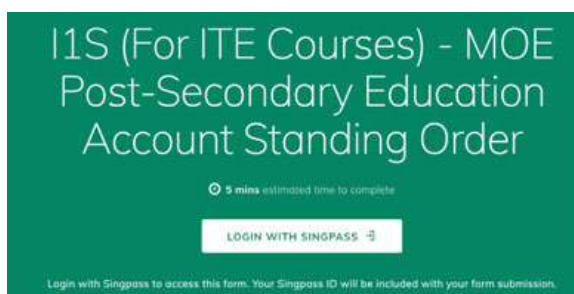 I1S (For ITE Courses) - MOE
Post-Secondary Education
Account Standing Order
5 mins estimated time to complete
LOGIN WITH SINGPASS
Login with Singpass to access this form. Your Singpass ID will be included with your form submission.